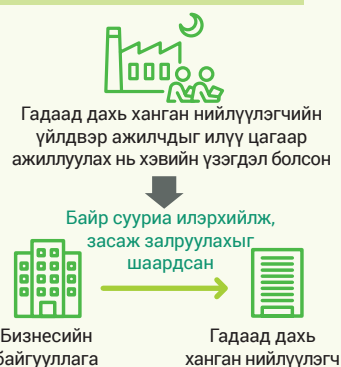 Гадаад дахь ханган нийлүүлэгчийн
үйлдвэр ажилчдыг илүү цагаар
ажиллуулах нь хэвийн үзэгдэл болсон
Байр сууриа илэрхийлж,
засаж залруулахыг
шаардсан
Бизнесийн
байгууллага
Гадаад дахь
ханган нийлүүлэгч